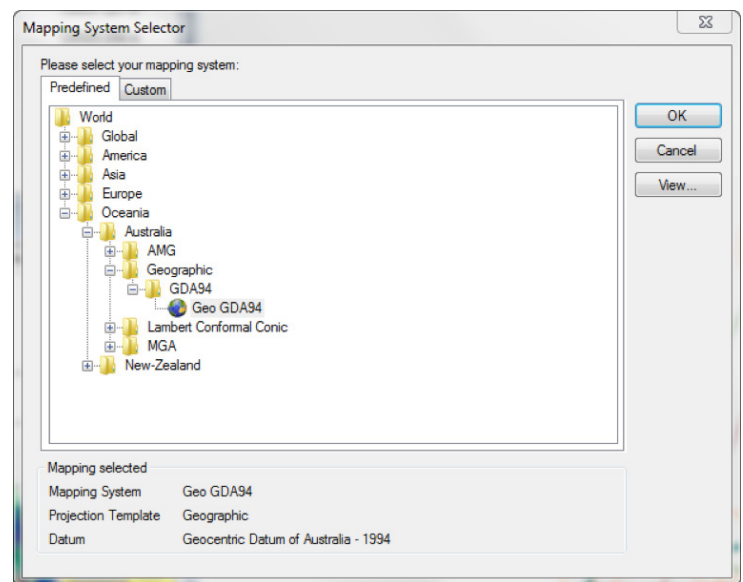 Mapping System Selector
Please select your mapping system:
Predefined Custom
World
Global
America
Asia
Europe
Oceania
Australia
AMG
Geographic
GDA94
Geo GDA94
Lambert Conformal Conic
MGA
New-Zealand
OK
Cancel
View...
Mapping selected
Mapping System Geo GDA94
Projection Template Geographic
Datum Geocentric Datum of Australia - 1994